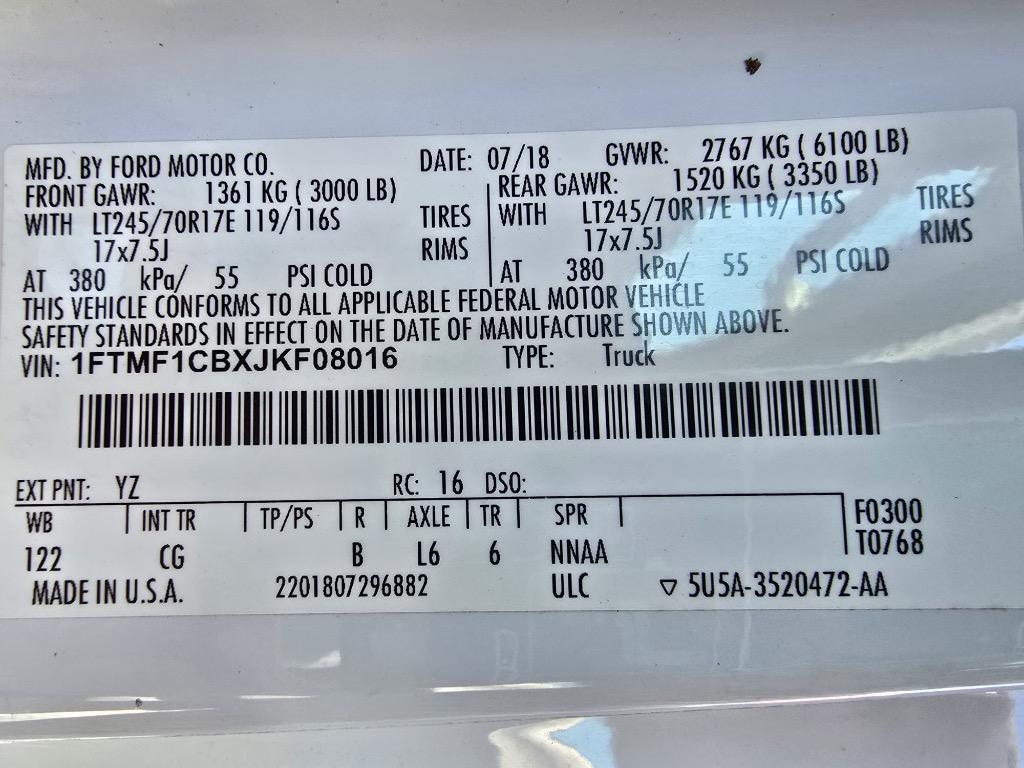 MFD. BY FORD MOTOR CO. DATE: 07/18 GVWR: 2767 KG ( 6100 LB)
FRONT GAWR: 1361 KG ( 3000 LB) REAR GAWR: 1520 KG ( 3350 LB)
WITH LT245/70R17E 119/116S TIRES WITH LT245/70R17E 119/116S TIRES
17x7.5J RIMS 17x7.5J RIMS
AT 380 kPa/ 55 PSI COLD AT 380 kPa/ 55 PSI COLD
THIS VEHICLE CONFORMS TO ALL APPLICABLE FEDERAL MOTOR VEHICLE
SAFETY STANDARDS IN EFFECT ON THE DATE OF MANUFACTURE SHOWN ABOVE.
VIN: 1FTMF1CBXJKF08016 TYPE: Truck
EXT PNT: YZ RC: 16 DSO:
WB INT TR TP/PS R AXLE TR SPR F0300
122 CG B L6 6 NNAA T0768
MADE IN U.S.A. 2201807296882 ULC ▽ 5U5A-3520472-AA